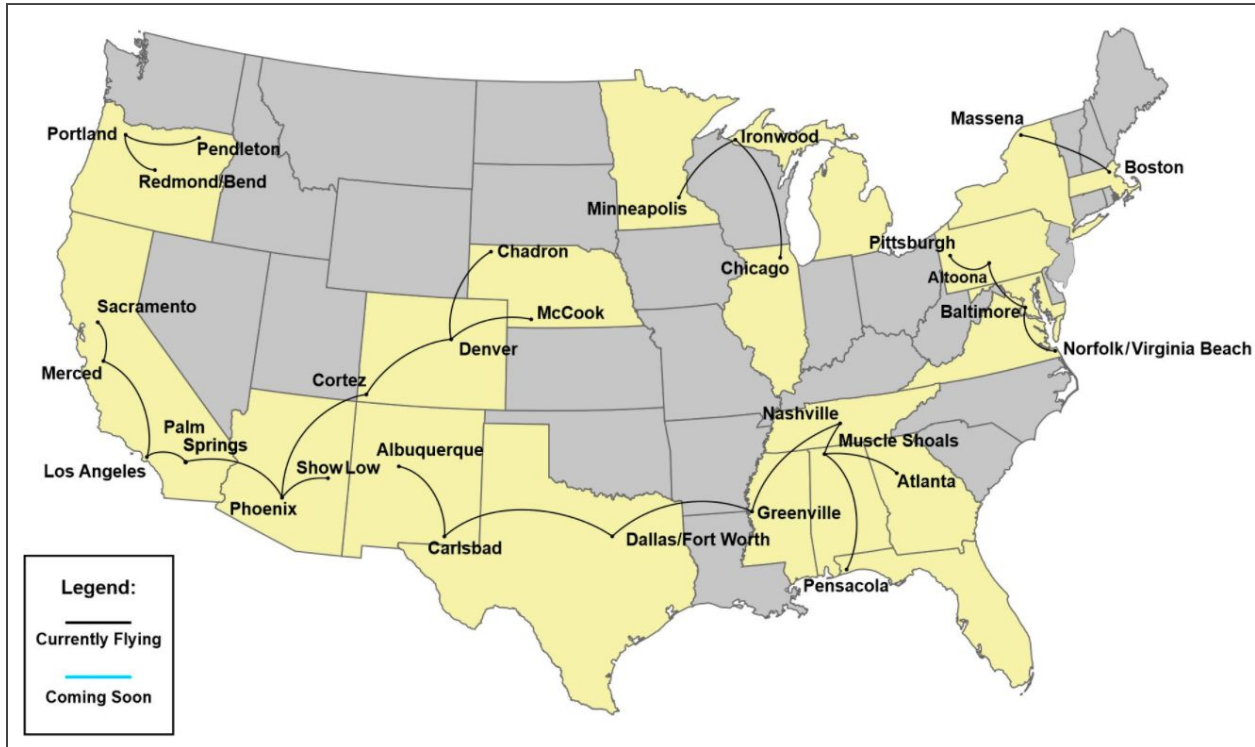 Portland
Pendleton
Redmond/Bend
Sacramento
Merced
Palm
Springs
Los Angeles
Phoenix
Show Low
Cortez
Denver
Chadron
McCook
Albuquerque
Carlsbad
Dallas/Fort Worth
Greenville
Nashville
Muscle Shoals
Atlanta
Pensacola
Minneapolis
Ironwood
Chicago
Massena
Boston
Pittsburgh
Altoona
Baltimore
Norfolk/Virginia Beach
Legend:
Currently Flying
Coming Soon